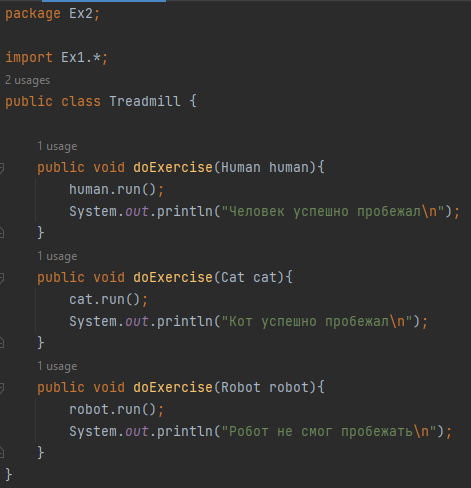 package Ex2;
import Ex1.*;
2 usages
public class Treadmill {
1 usage
public void doExercise(Human human){
human.run();
System.out.println("Человек успешно пробежал\n");
}
1 usage
public void doExercise(Cat cat){
cat.run();
System.out.println("Кот успешно пробежал\n");
}
1 usage
public void doExercise(Robot robot){
robot.run();
System.out.println("Робот не смог пробежать\n");
}
}